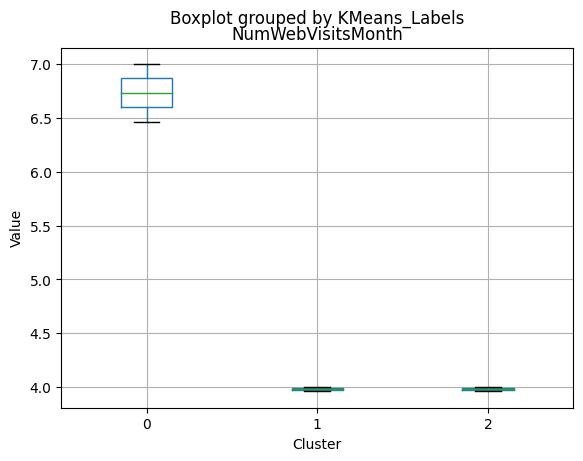 Boxplot grouped by KMeans_Labels
NumWebVisitsMonth
7.0
6.5
6.0
5.5
5.0
4.5
4.0
Value
0 1 2
Cluster